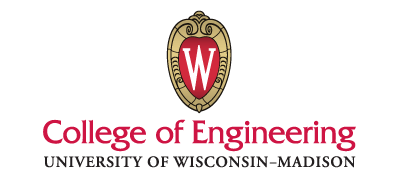 W
College of Engineering
UNIVERSITY OF WISCONSIN–MADISON